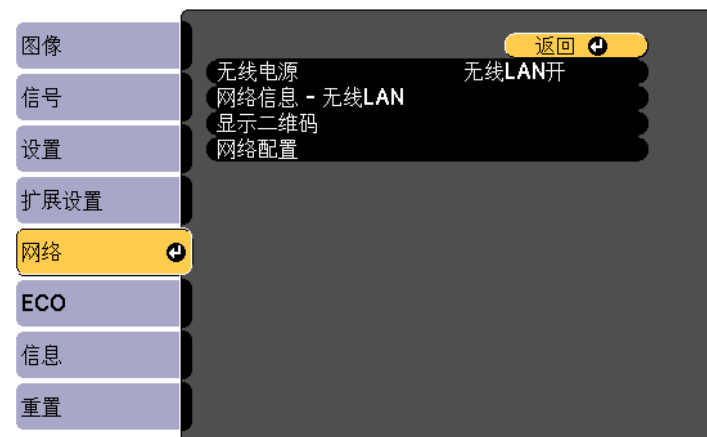 图像
信号
设置
扩展设置
网络
ECO
信息
重置
返回
无线电源 无线LAN开
网络信息 - 无线LAN
显示二维码
网络配置